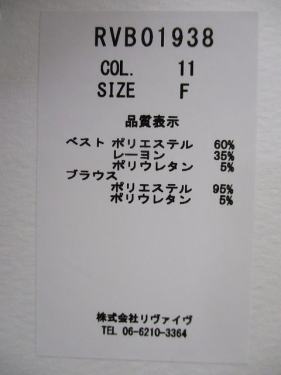 RVB01938
COL. 11
SIZE F
品質表示
ベスト ポリエステル 60%
レーヨン 35%
ポリウレタン 5%
ブラウス
ポリエステル 95%
ポリウレタン 5%
株式会社リヴァイヴ
TEL 06-6210-3364